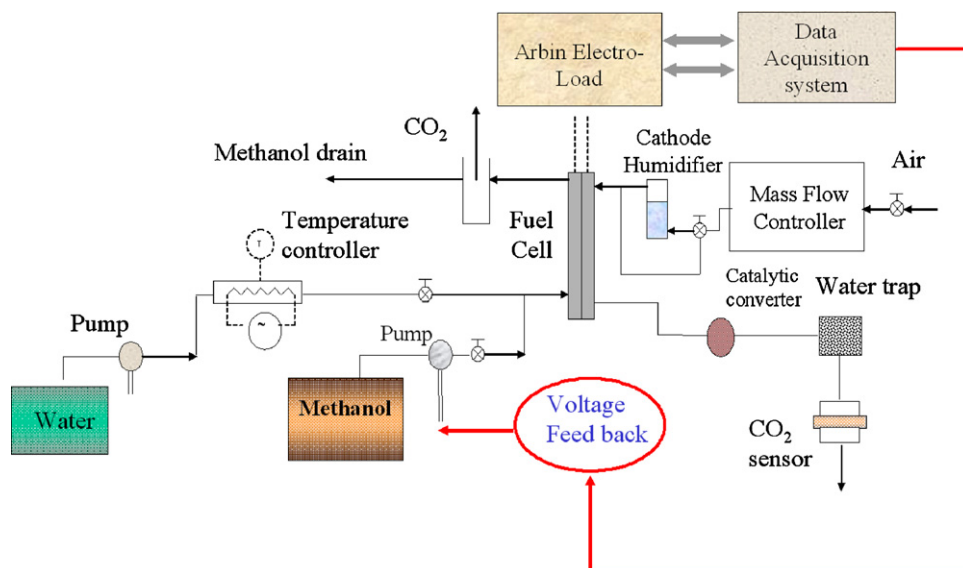 Arbin Electro-
Load
Data
Acquisition
system
CO₂
Methanol drain
Cathode
Humidifier
Air
Mass Flow
Controller
Temperature
controller
T
Fuel
Cell
Catalytic
converter
Water trap
Pump
~
Pump
Water
Methanol
Voltage
Feed back
CO₂
sensor